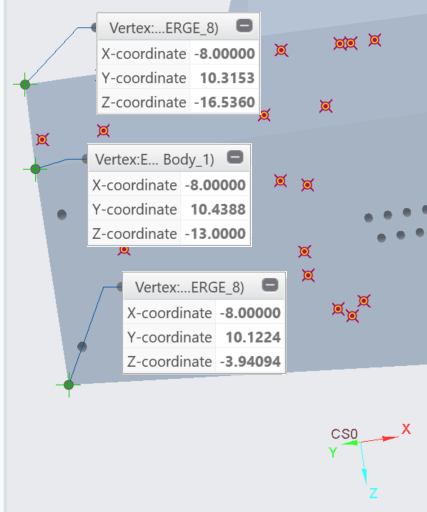 Vertex:...ERGE_8)
X-coordinate -8.00000
Y-coordinate 10.3153
Z-coordinate -16.5360
Vertex:E... Body_1)
X-coordinate -8.00000
Y-coordinate 10.4388
Z-coordinate -13.0000
Vertex:...ERGE_8)
X-coordinate -8.00000
Y-coordinate 10.1224
Z-coordinate -3.94094
CS0
X
Y
Z